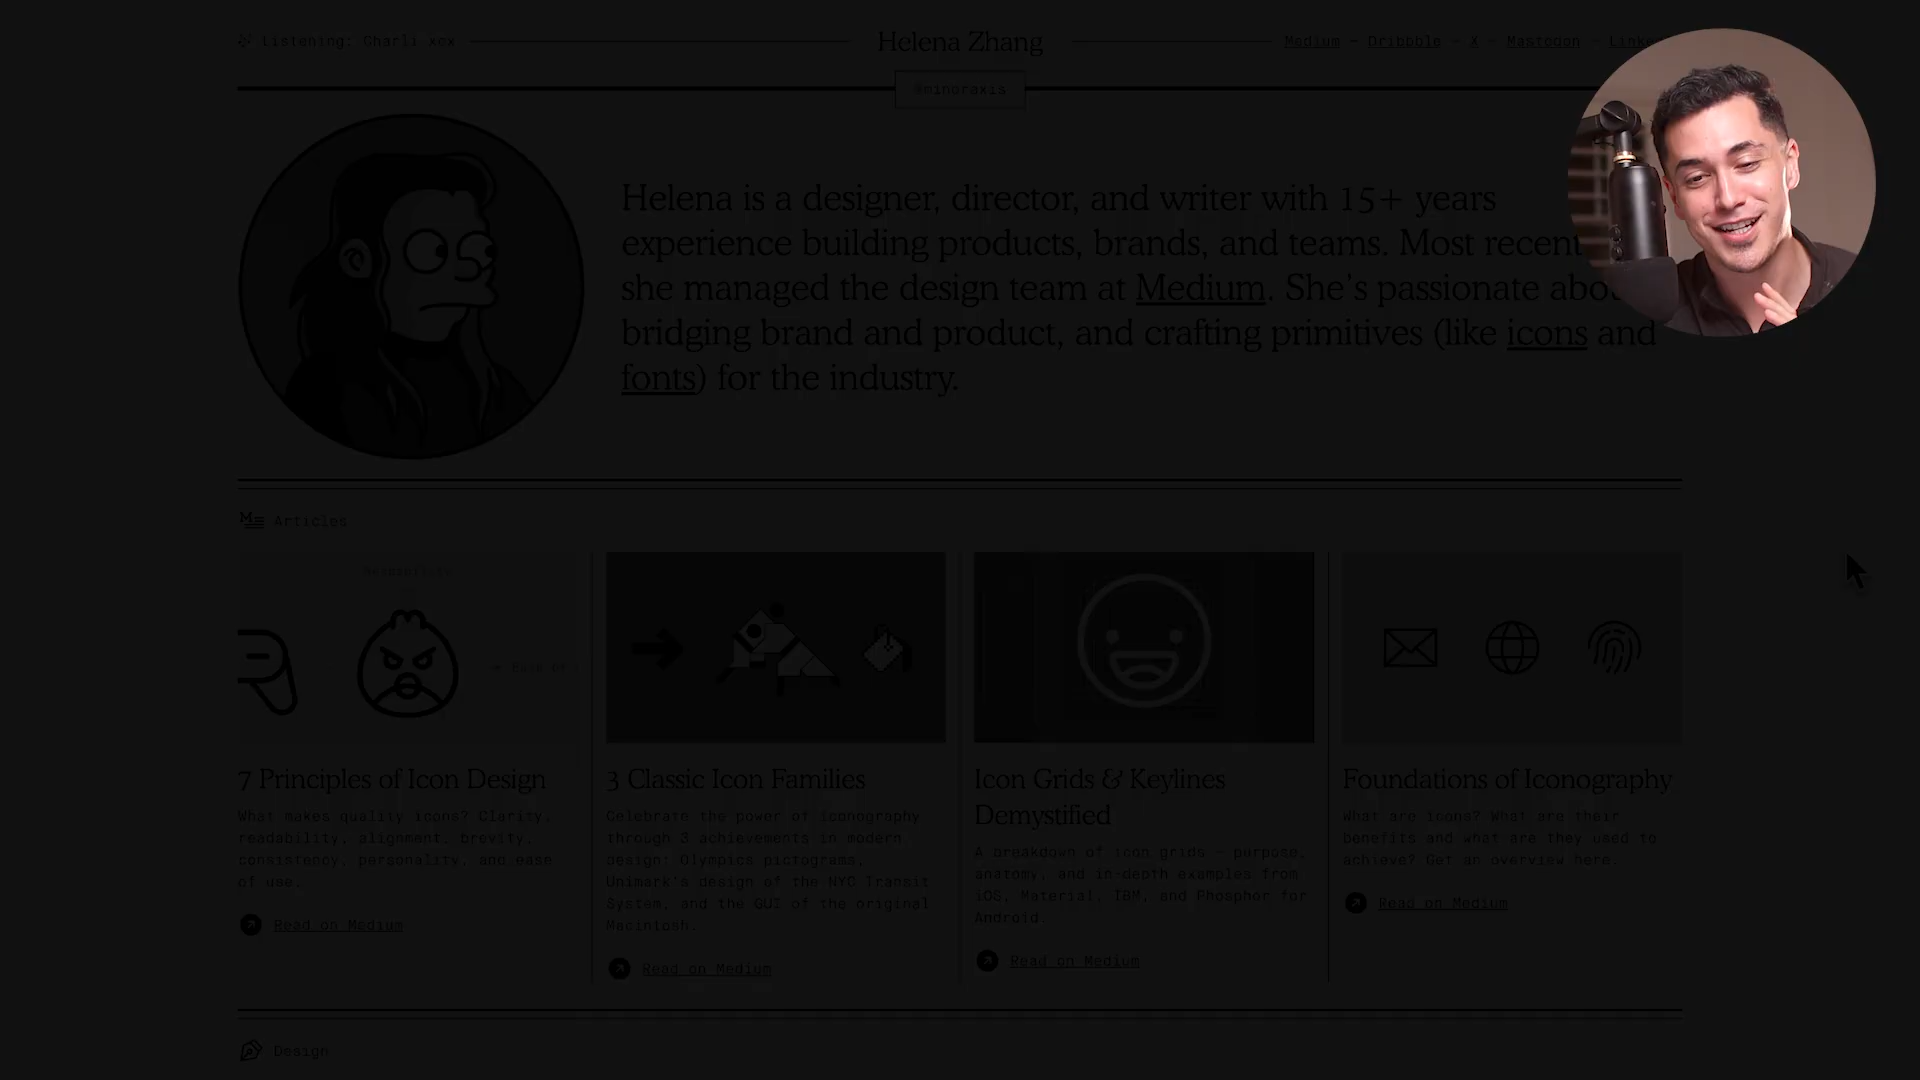 Listening: Charli xcx
Helena Zhang
Medium – Dribbble – X – Mastodon –
@minoraxis
Helena is a designer, director, and writer with 15+ years
experience building products, brands, and teams. Most
she managed the design team at Medium. She's passionate
bridging brand and product, and crafting primitives (like icons and
fonts) for the industry.
Articles
7 Principles of Icon Design
What makes quality icons? Clarity,
readability, alignment, brevity,
consistency, personality, and ease
of use.
Read on Medium
3 Classic Icon Families
Celebrate the power of iconography
through 3 achievements in modern
design: Olympics pictograms,
Unimark's design of the NYC Transit
System, and the GUI of the original
Macintosh.
Read on Medium
Icon Grids & Keylines
Demystified
A breakdown of icon grids – purpose,
anatomy, and in-depth examples from
iOS, Material, IBM, and Phosphor for
Android.
Read on Medium
Foundations of Iconography
What are icons? What are their
benefits and what are they used to
achieve? Get an overview here.
Read on Medium
Design